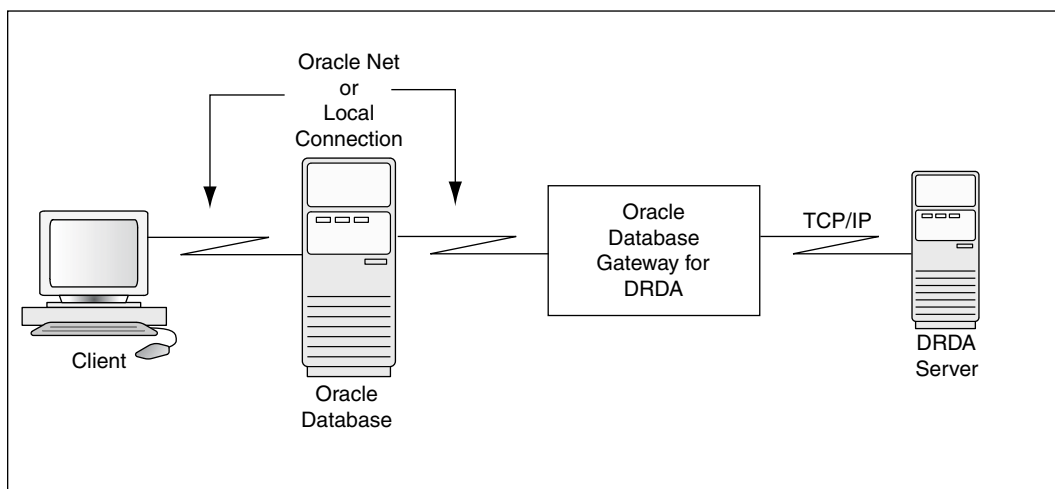 Oracle Net
or
Local
Connection
Client
Oracle
Database
Oracle
Database
Gateway for
DRDA
TCP/IP
DRDA
Server